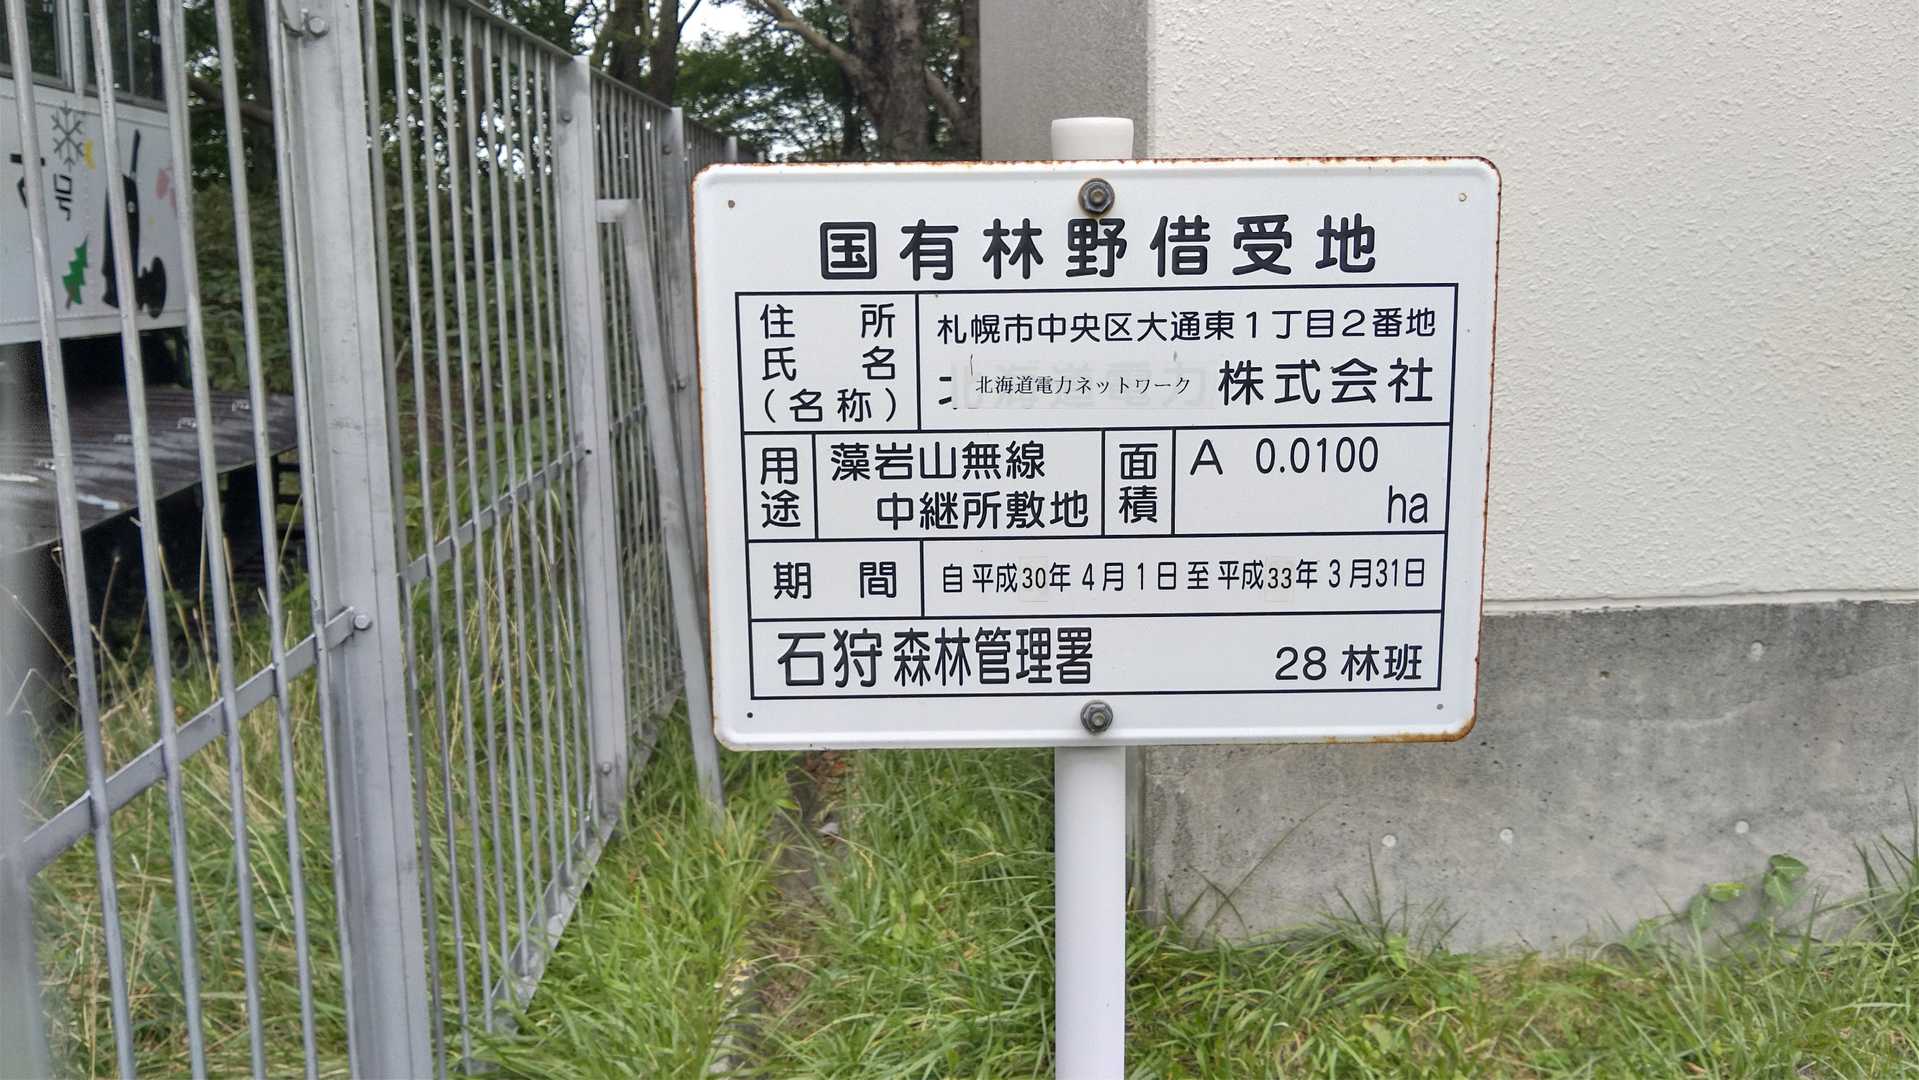 国有林野借受地
住所
氏名
(名称)
札幌市中央区大通東1丁目2番地
北海道電力ネットワーク 株式会社
用途
藻岩山無線
中継所敷地
面積
A 0.0100
ha
期間
自 平成30年4月1日 至 平成33年3月31日
石狩森林管理署
28林班
号